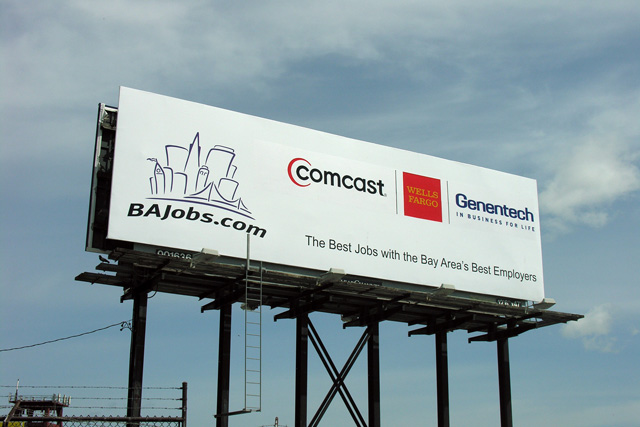 comcast.
WELLS
FARGO
Genentech
IN BUSINESS FOR LIFE
BAJobs.com
The Best Jobs with the Bay Area's Best Employers
001636